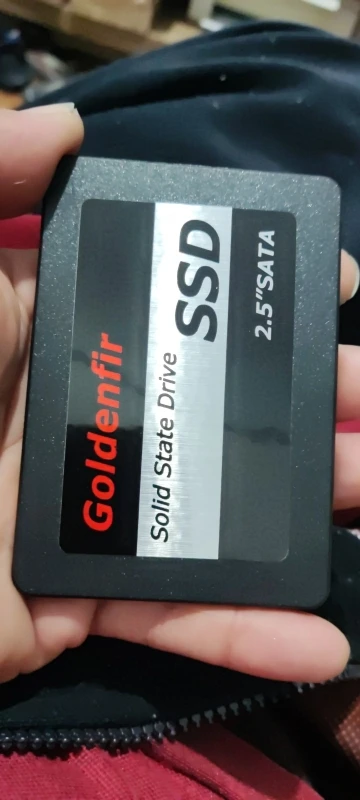 Goldenfir
Solid State Drive
SSD
2.5"SATA